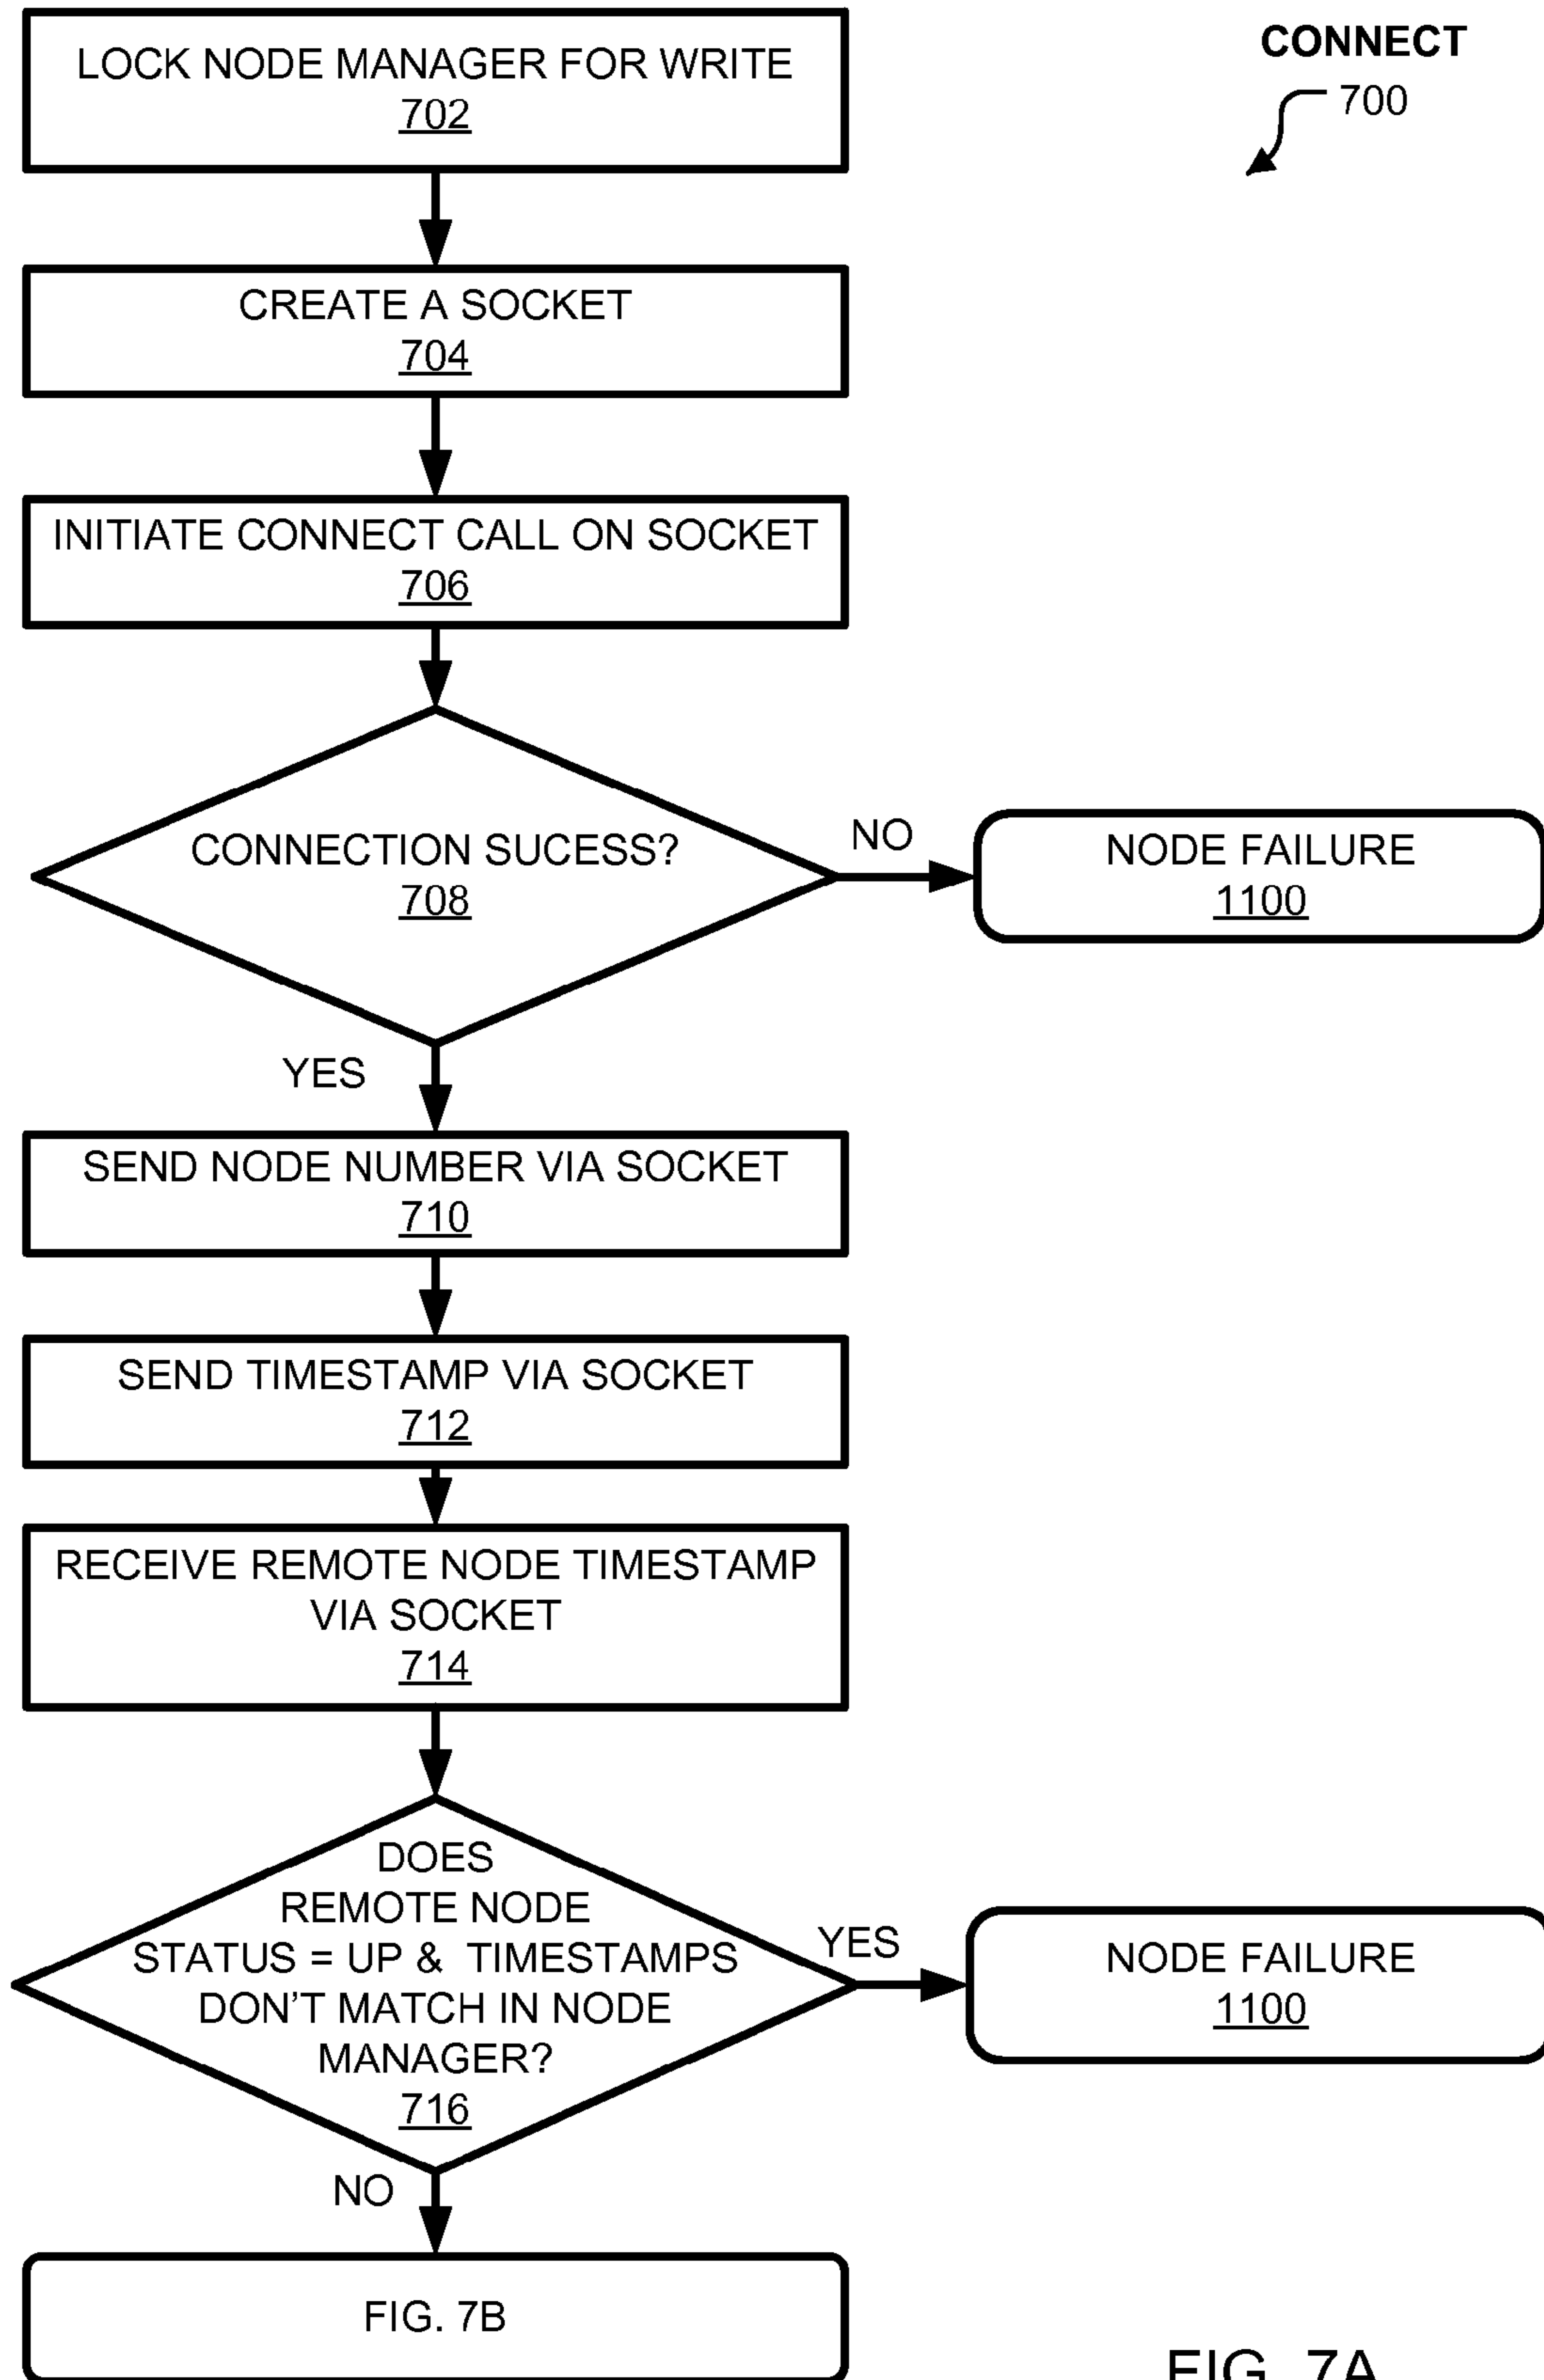 LOCK NODE MANAGER FOR WRITE
702
CONNECT
700
CREATE A SOCKET
704
INITIATE CONNECT CALL ON SOCKET
706
CONNECTION SUCESS?
708
NO
NODE FAILURE
1100
YES
SEND NODE NUMBER VIA SOCKET
710
SEND TIMESTAMP VIA SOCKET
712
RECEIVE REMOTE NODE TIMESTAMP
VIA SOCKET
714
DOES
REMOTE NODE
STATUS = UP & TIMESTAMPS
DON'T MATCH IN NODE
MANAGER?
716
YES
NODE FAILURE
1100
NO
FIG. 7B
FIG. 7A